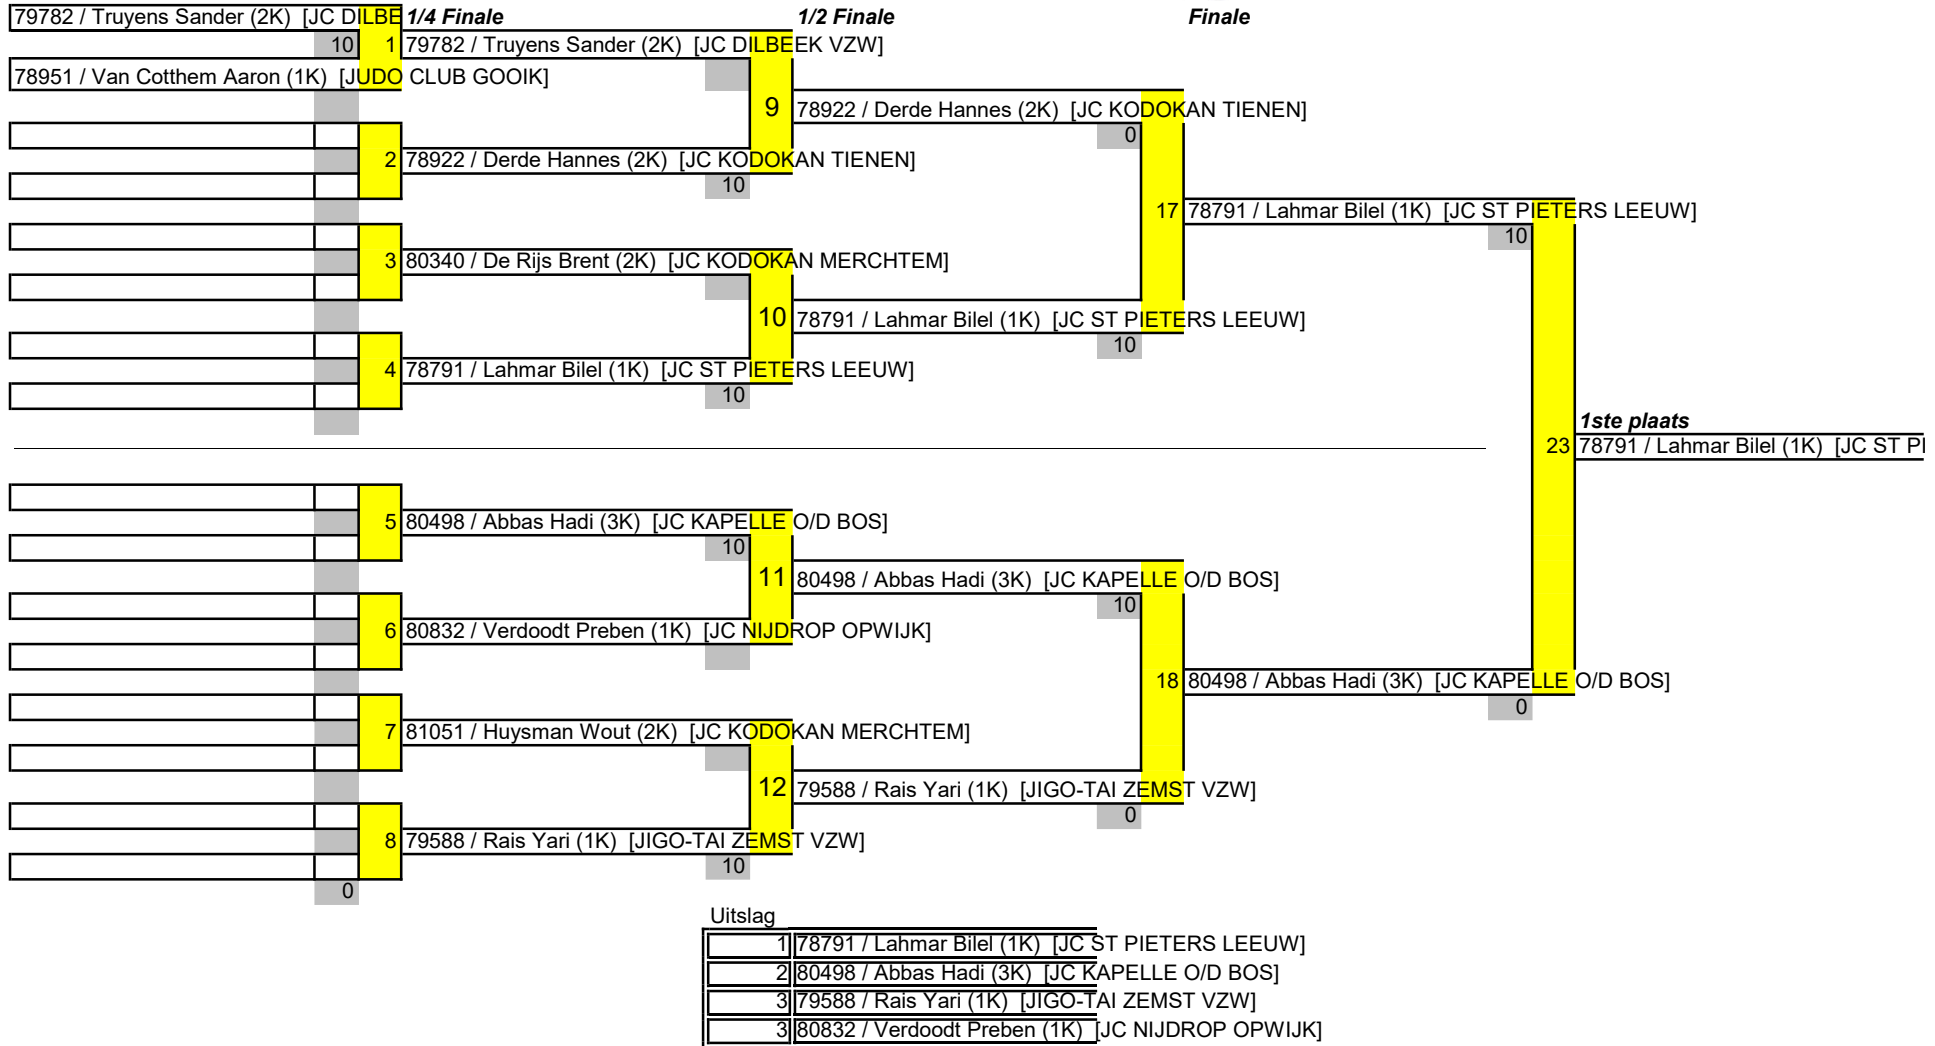 79782 / Truyens Sander (2K) [JC DILBE
1/4 Finale
1/2 Finale
Finale
10
1
79782 / Truyens Sander (2K) [JC DILBEEK VZW]
78951 / Van Cotthem Aaron (1K) [JUDO CLUB GOOIK]
9
78922 / Derde Hannes (2K) [JC KODOKAN TIENEN]
0
2
78922 / Derde Hannes (2K) [JC KODOKAN TIENEN]
10
17
78791 / Lahmar Bilel (1K) [JC ST PIETERS LEEUW]
10
3
80340 / De Rijs Brent (2K) [JC KODOKAN MERCHTEM]
10
78791 / Lahmar Bilel (1K) [JC ST PIETERS LEEUW]
10
4
78791 / Lahmar Bilel (1K) [JC ST PIETERS LEEUW]
10
1ste plaats
23
78791 / Lahmar Bilel (1K) [JC ST PI
5
80498 / Abbas Hadi (3K) [JC KAPELLE O/D BOS]
10
11
80498 / Abbas Hadi (3K) [JC KAPELLE O/D BOS]
10
6
80832 / Verdoodt Preben (1K) [JC NIJDROP OPWIJK]
18
80498 / Abbas Hadi (3K) [JC KAPELLE O/D BOS]
0
7
81051 / Huysman Wout (2K) [JC KODOKAN MERCHTEM]
12
79588 / Rais Yari (1K) [JIGO-TAI ZEMST VZW]
0
8
79588 / Rais Yari (1K) [JIGO-TAI ZEMST VZW]
10
0
Uitslag
1 78791 / Lahmar Bilel (1K) [JC ST PIETERS LEEUW]
2 80498 / Abbas Hadi (3K) [JC KAPELLE O/D BOS]
3 79588 / Rais Yari (1K) [JIGO-TAI ZEMST VZW]
3 80832 / Verdoodt Preben (1K) [JC NIJDROP OPWIJK]